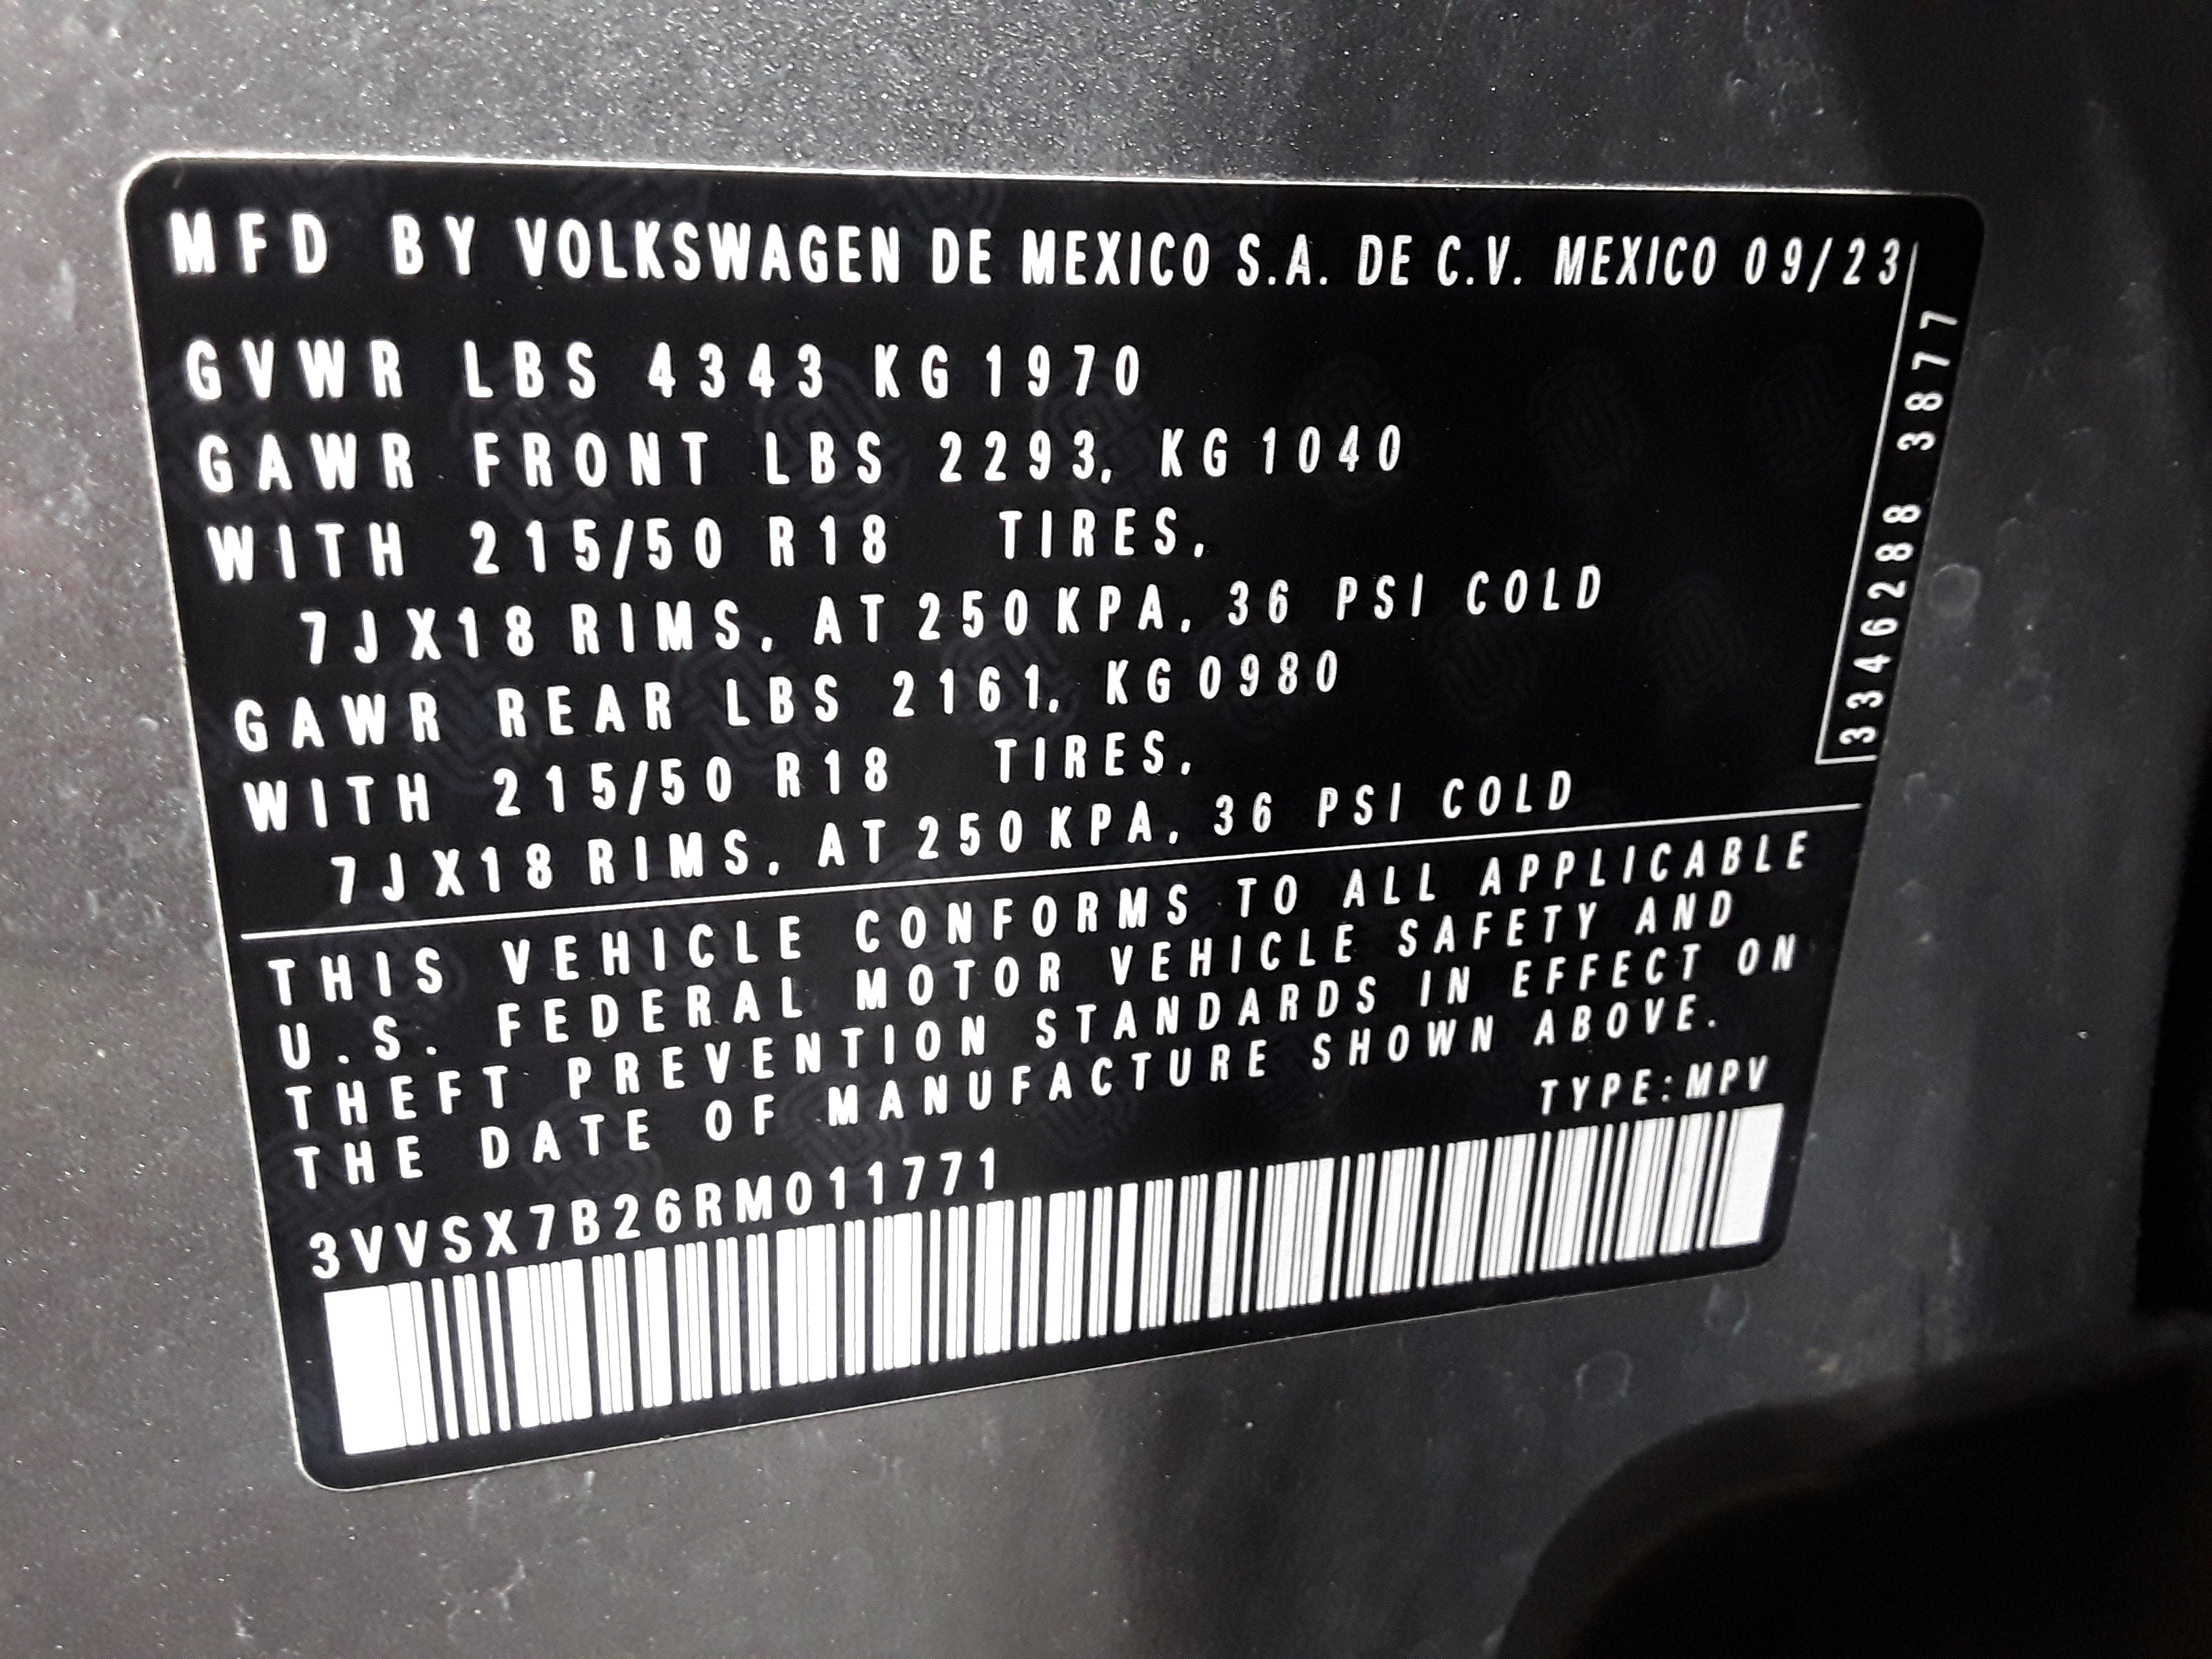 MFD BY VOLKSWAGEN DE MEXICO S.A. DE C.V. MEXICO 09/23
GVWR LBS 4343 KG 1970
GAWR FRONT LBS 2293, KG 1040
WITH 215/50 R18 TIRES,
7JX18 RIMS, AT 250 KPA, 36 PSI COLD
GAWR REAR LBS 2161, KG 0980
WITH 215/50 R18 TIRES,
7JX18 RIMS, AT 250 KPA, 36 PSI COLD
3346288 3877
THIS VEHICLE CONFORMS TO ALL APPLICABLE
U.S. FEDERAL MOTOR VEHICLE SAFETY AND
THEFT PREVENTION STANDARDS IN EFFECT ON
THE DATE OF MANUFACTURE SHOWN ABOVE.
TYPE:MPV
3VVSX7B26RM011771